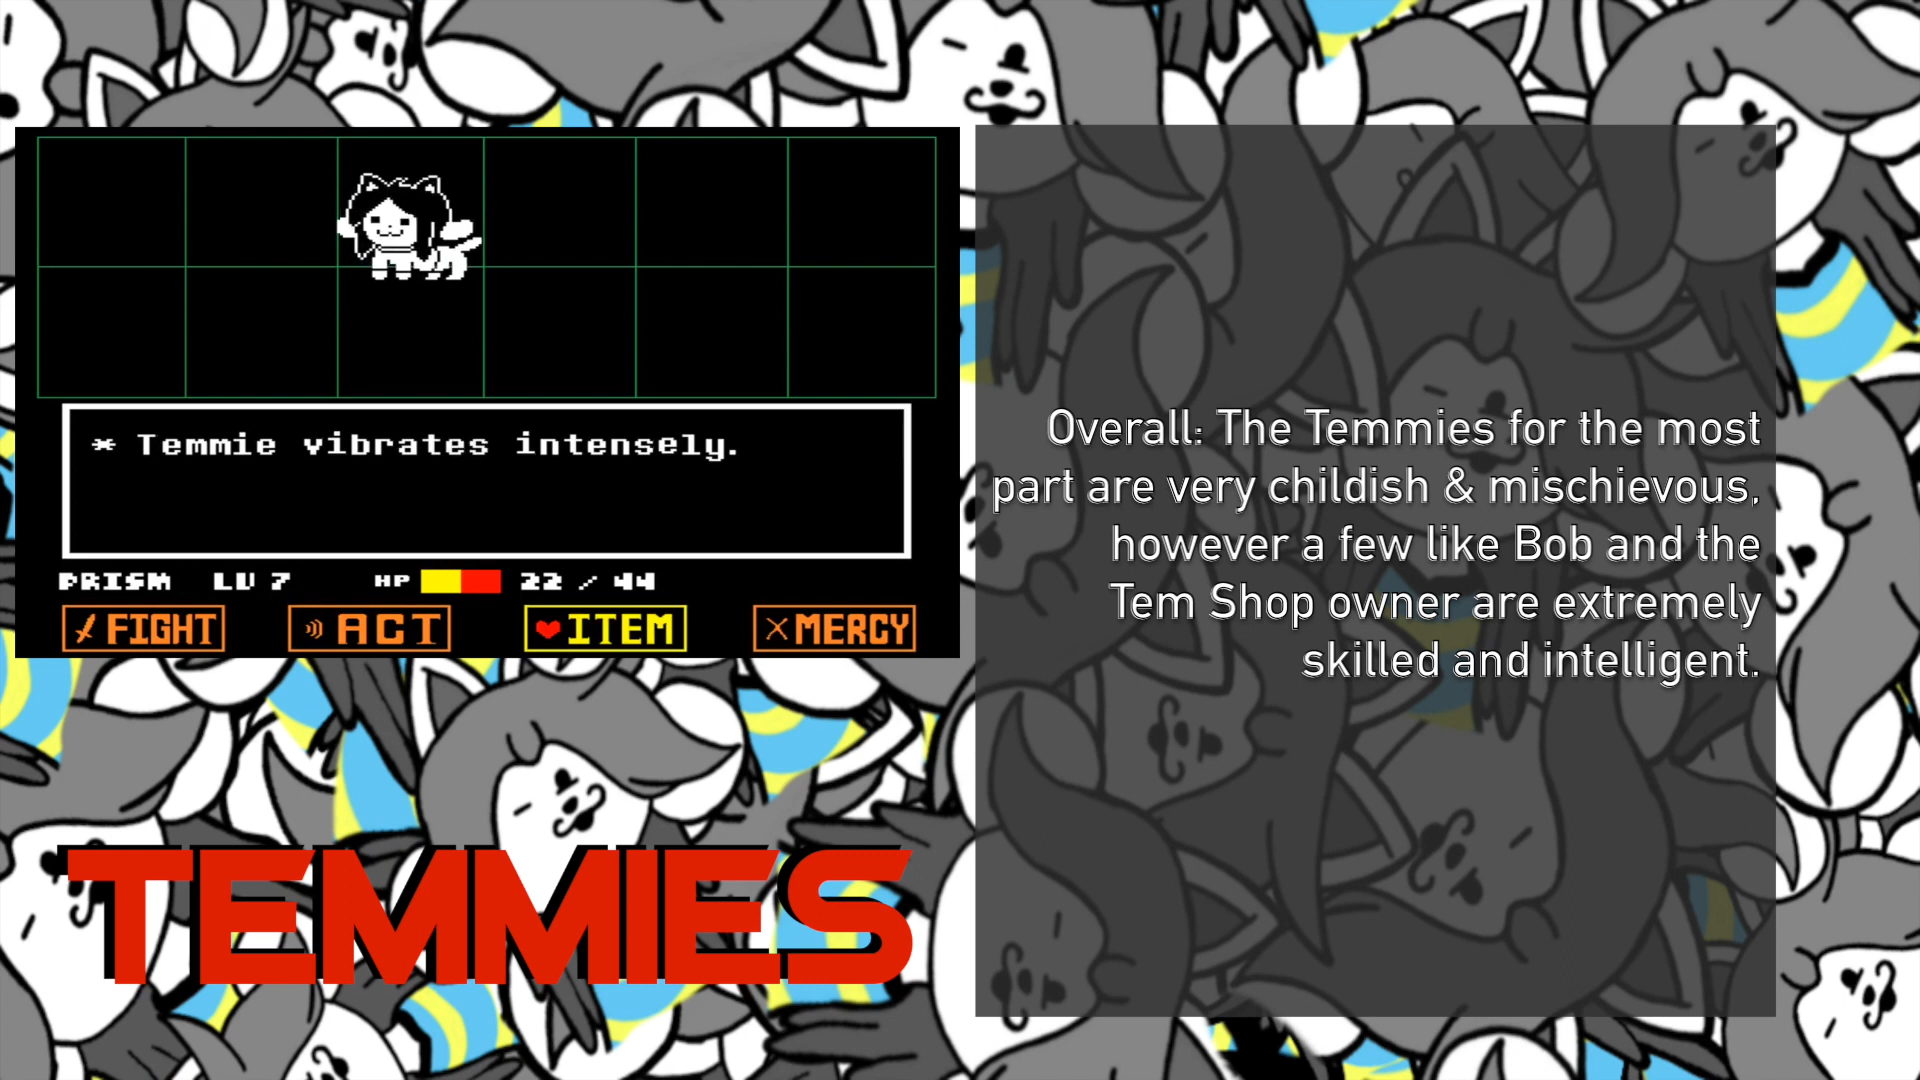 * Temmie vibrates intensely.
PRISM LV 7 HP 22 / 44
FIGHT ACT ITEM MERCY
TEMMIES
Overall: The Temmies for the most
part are very childish & mischievous,
however a few like Bob and the
Tem Shop owner are extremely
skilled and intelligent.